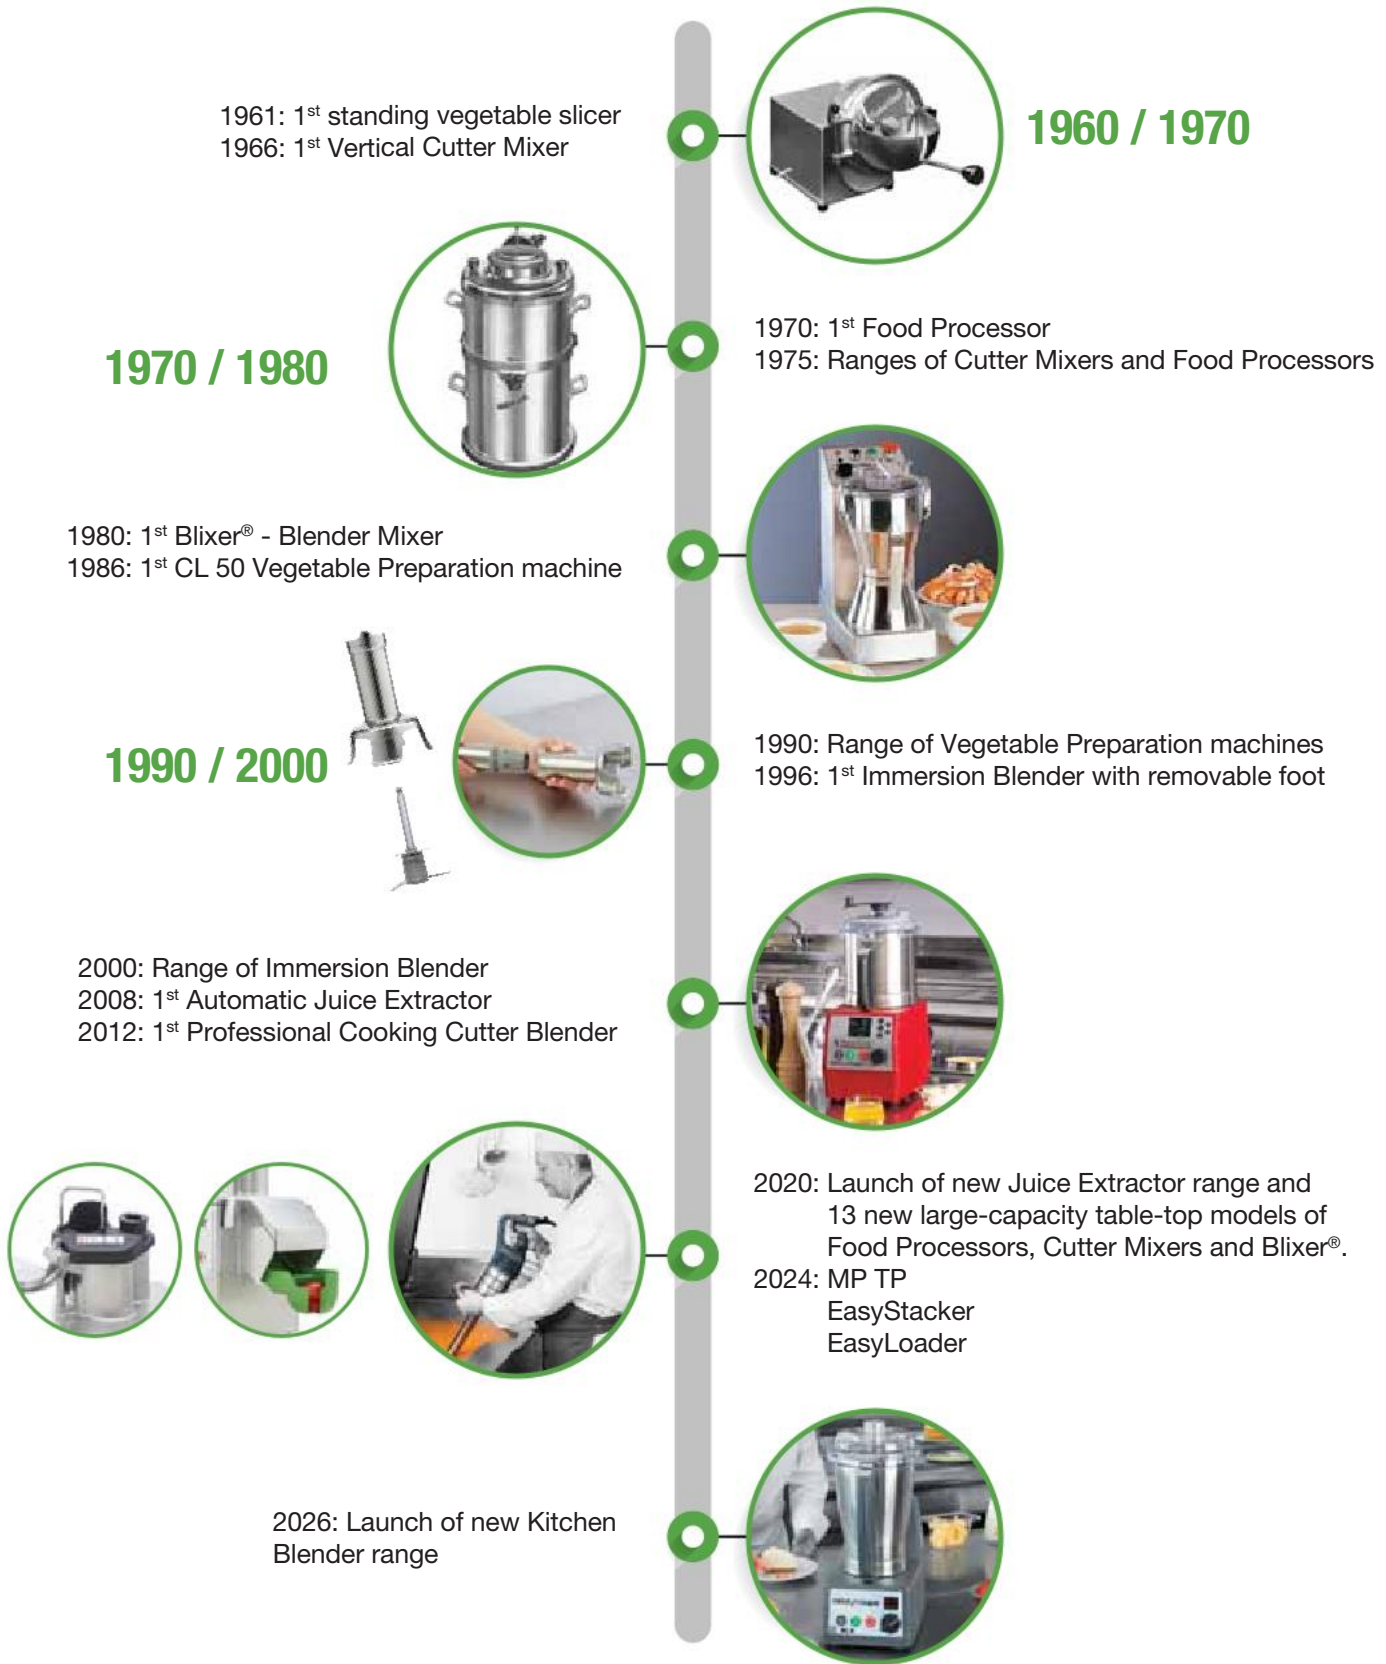 1961: 1st standing vegetable slicer
1966: 1st Vertical Cutter Mixer
1960 / 1970
1970 / 1980
1970: 1st Food Processor
1975: Ranges of Cutter Mixers and Food Processors
1980: 1st Blixer® - Blender Mixer
1986: 1st CL 50 Vegetable Preparation machine
1990 / 2000
1990: Range of Vegetable Preparation machines
1996: 1st Immersion Blender with removable foot
2000: Range of Immersion Blender
2008: 1st Automatic Juice Extractor
2012: 1st Professional Cooking Cutter Blender
2020: Launch of new Juice Extractor range and
13 new large-capacity table-top models of
Food Processors, Cutter Mixers and Blixer®.
2024: MP TP
EasyStacker
EasyLoader
2026: Launch of new Kitchen
Blender range